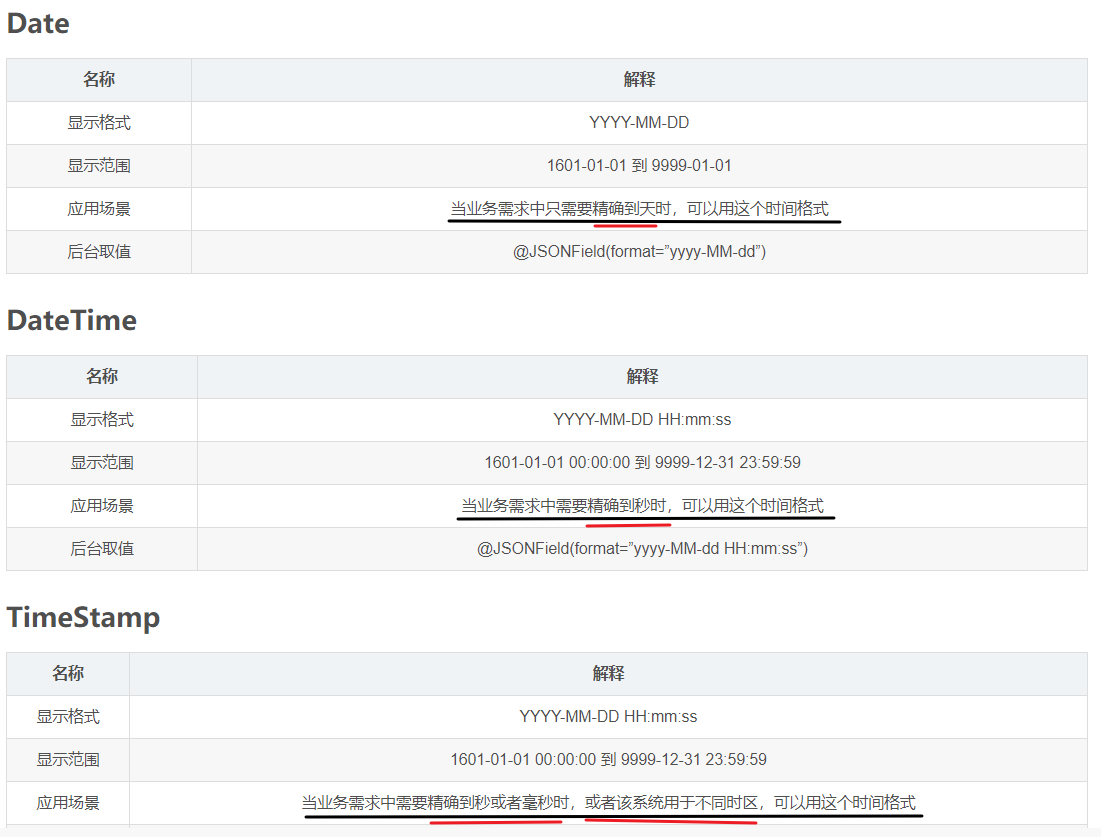 Date
名称 解释
显示格式 YYYY-MM-DD
显示范围 1601-01-01 到 9999-01-01
应用场景 当业务需求中只需要精确到天时，可以用这个时间格式
后台取值 @JSONField(format=”yyyy-MM-dd”)
DateTime
名称 解释
显示格式 YYYY-MM-DD HH:mm:ss
显示范围 1601-01-01 00:00:00 到 9999-12-31 23:59:59
应用场景 当业务需求中需要精确到秒时，可以用这个时间格式
后台取值 @JSONField(format=”yyyy-MM-dd HH:mm:ss”)
TimeStamp
名称 解释
显示格式 YYYY-MM-DD HH:mm:ss
显示范围 1601-01-01 00:00:00 到 9999-12-31 23:59:59
应用场景 当业务需求中需要精确到秒或者毫秒时，或者该系统用于不同时区，可以用这个时间格式